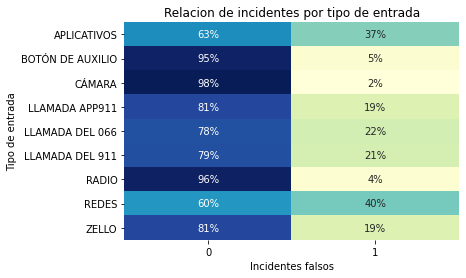 Relacion de incidentes por tipo de entrada
Tipo de entrada
APLICATIVOS 63% 37%
BOTÓN DE AUXILIO 95% 5%
CÁMARA 98% 2%
LLAMADA APP911 81% 19%
LLAMADA DEL 066 78% 22%
LLAMADA DEL 911 79% 21%
RADIO 96% 4%
REDES 60% 40%
ZELLO 81% 19%
0 1
Incidentes falsos